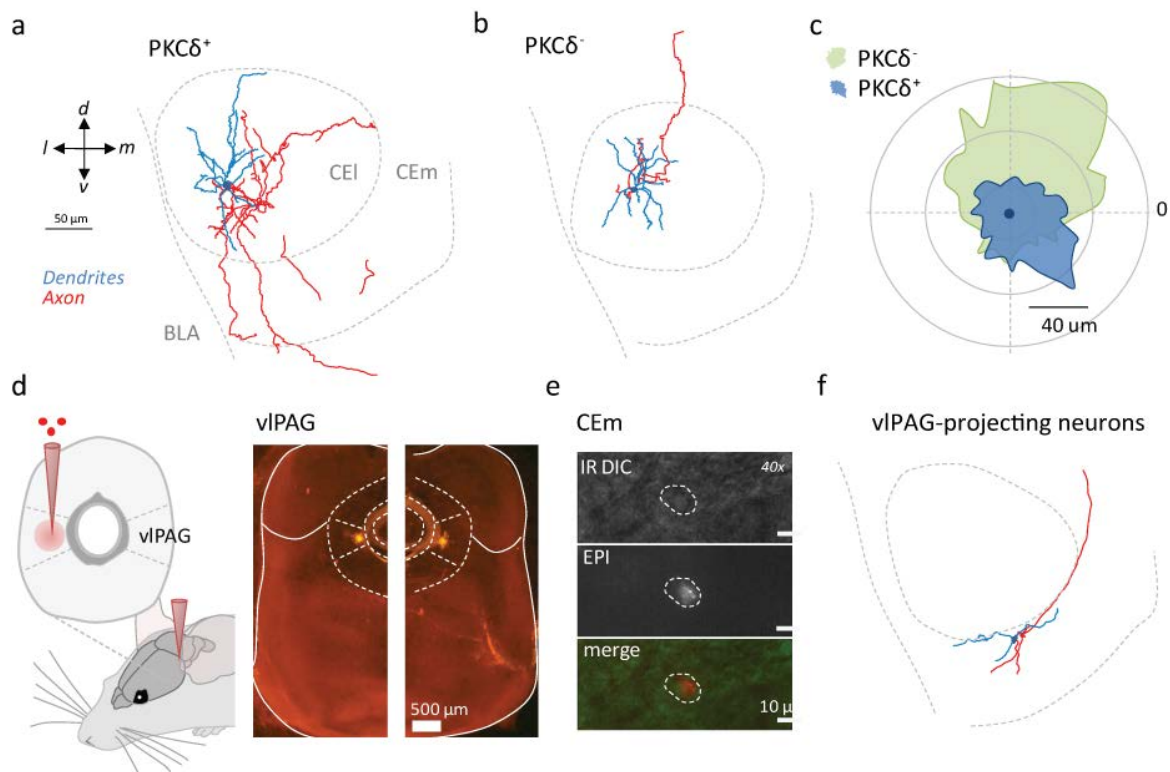 a
PKCδ⁺
d
l
m
v
50 µm
Dendrites
Axon
CEl
CEm
BLA
b
PKCδ⁻
c
PKCδ⁻
PKCδ⁺
0
40 um
d
vlPAG
vlPAG
500 µm
e
CEm
IR DIC
40x
EPI
merge
10 µ
f
vlPAG-projecting neurons